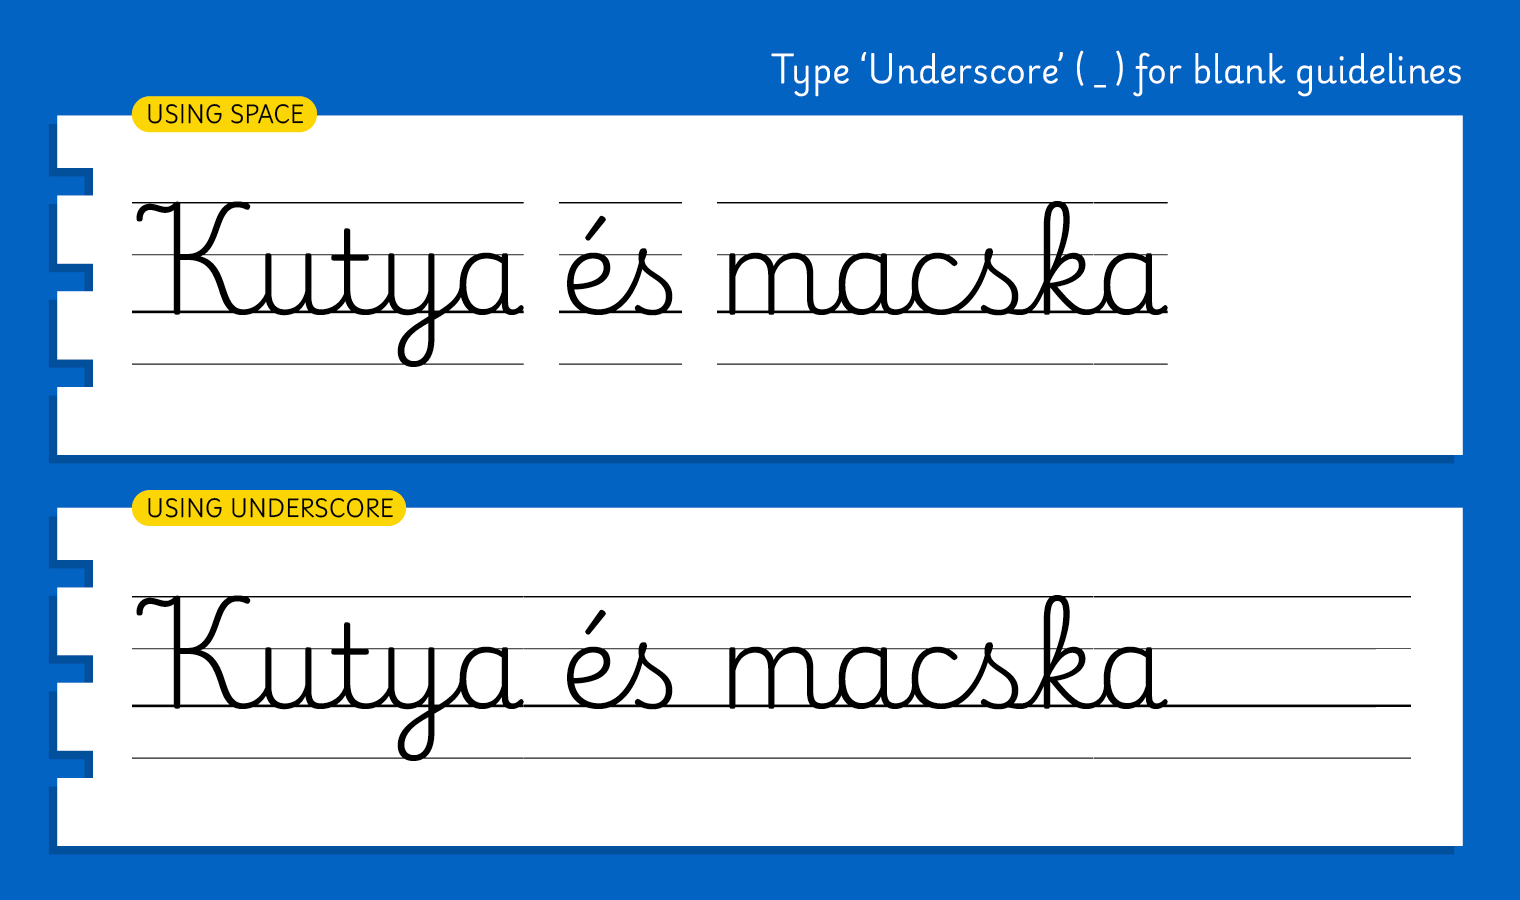 Type ‘Underscore’ ( _ ) for blank guidelines
USING SPACE
Kutya és macska
USING UNDERSCORE
Kutya és macska